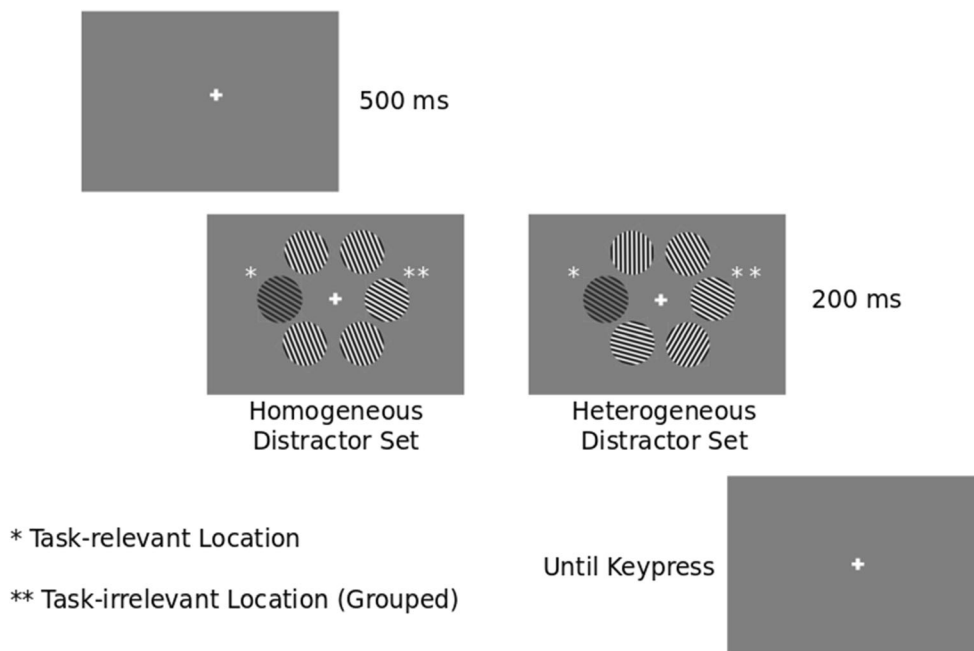 500 ms
*
**
*
* *
200 ms
Homogeneous
Distractor Set
Heterogeneous
Distractor Set
* Task-relevant Location
Until Keypress
** Task-irrelevant Location (Grouped)